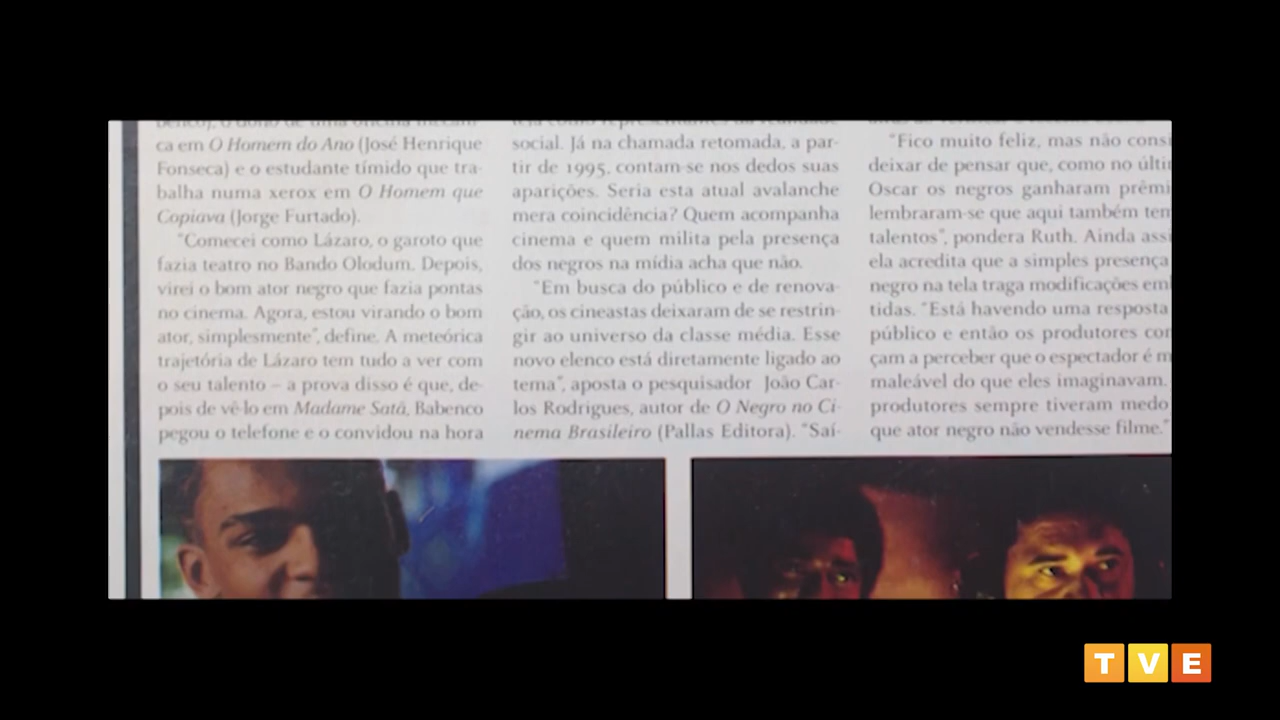 ca em O Homem do Ano (José Henrique
Fonseca) e o estudante tímido que tra-
balha numa xerox em O Homem que
Copiava (Jorge Furtado).
"Comecei como Lázaro, o garoto que
fazia teatro no Bando Olodum. Depois,
virei o bom ator negro que fazia pontas
no cinema. Agora, estou virando o bom
ator, simplesmente", define. A meteórica
trajetória de Lázaro tem tudo a ver com
o seu talento – a prova disso é que, de-
pois de vê-lo em Madame Satã, Babenco
pegou o telefone e o convidou na hora
social. Já na chamada retomada, a par-
tir de 1995, contam-se nos dedos suas
aparições. Seria esta atual avalanche
mera coincidência? Quem acompanha
cinema e quem milita pela presença
dos negros na mídia acha que não.
"Em busca do público e de renova-
ção, os cineastas deixaram de se restrin-
gir ao universo da classe média. Esse
novo elenco está diretamente ligado ao
tema", aposta o pesquisador João Car-
los Rodrigues, autor de O Negro no Ci-
nema Brasileiro (Pallas Editora). "Saí-
"Fico muito feliz, mas não consi
deixar de pensar que, como no últi
Oscar os negros ganharam prêmi
lembraram-se que aqui também tem
talentos", pondera Ruth. Ainda assi
ela acredita que a simples presença
negro na tela traga modificações em
tidas. "Está havendo uma resposta
público e então os produtores co
çam a perceber que o espectador é m
maleável do que eles imaginavam.
produtores sempre tiveram medo
que ator negro não vendesse filme."
TVE